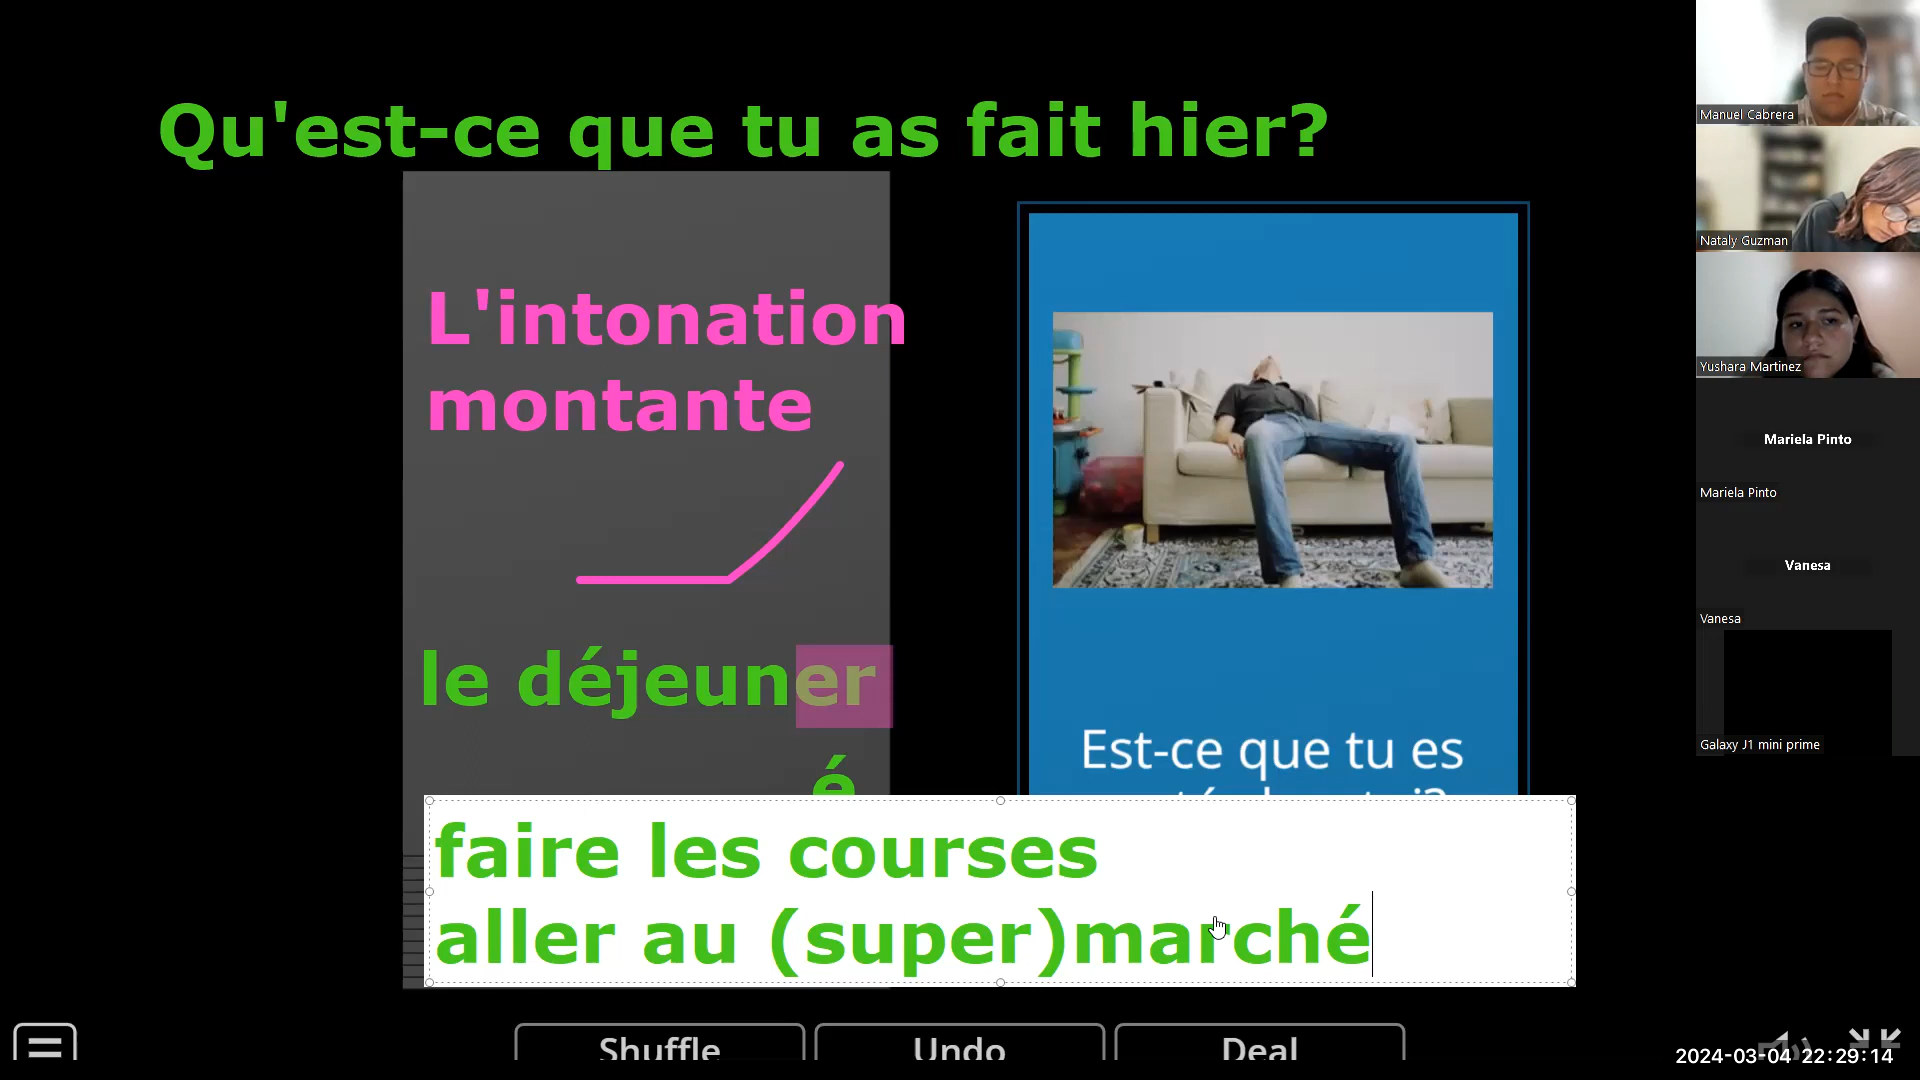 Qu'est-ce que tu as fait hier?
L'intonation
montante
le déjeuner
é
Est-ce que tu es
faire les courses
aller au (super)marché
Shuffle
Undo
Deal
Manuel Cabrera
Nataly Guzman
Yushara Martinez
Mariela Pinto
Mariela Pinto
Vanesa
Vanesa
Galaxy J1 mini prime
2024-03-04 22:29:14